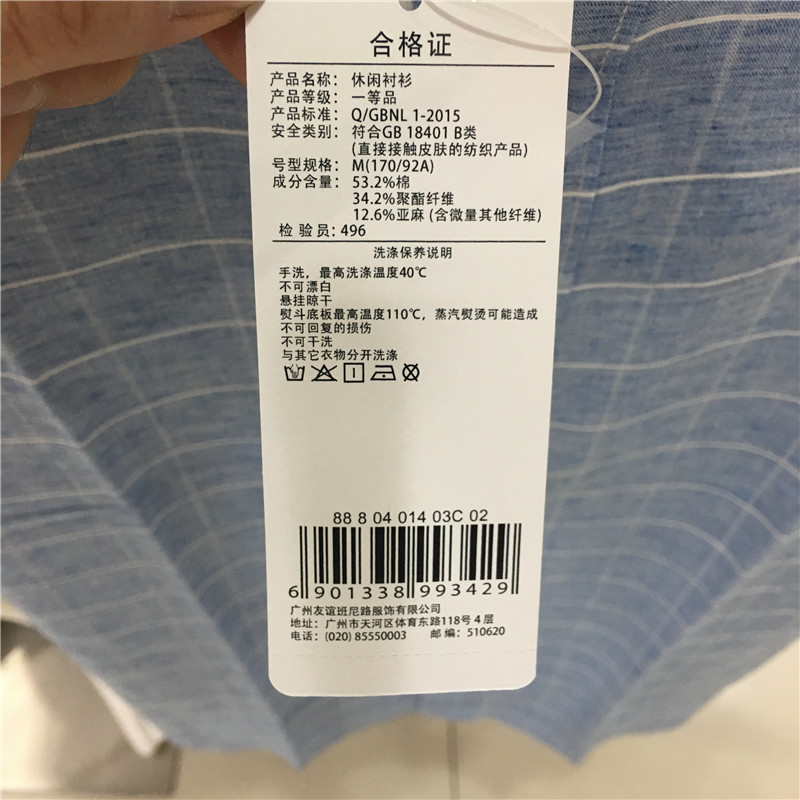 合格证
产品名称: 休闲衬衫
产品等级: 一等品
产品标准: Q/GBNL 1-2015
安全类别: 符合GB 18401 B类
(直接接触皮肤的纺织产品)
号型规格: M(170/92A)
成分含量: 53.2%棉
34.2%聚酯纤维
12.6%亚麻 (含微量其他纤维)
检 验员: 496
洗涤保养说明
手洗，最高洗涤温度40℃
不可漂白
悬挂晾干
熨斗底板最高温度110℃，蒸汽熨烫可能造成
不可回复的损伤
不可干洗
与其它衣物分开洗涤
88 8 04 014 03C 02
6 901338 993429
广州友谊班尼路服饰有限公司
地址: 广州市天河区体育东路118号 4 层
电话: (020) 85550003 邮 编: 510620